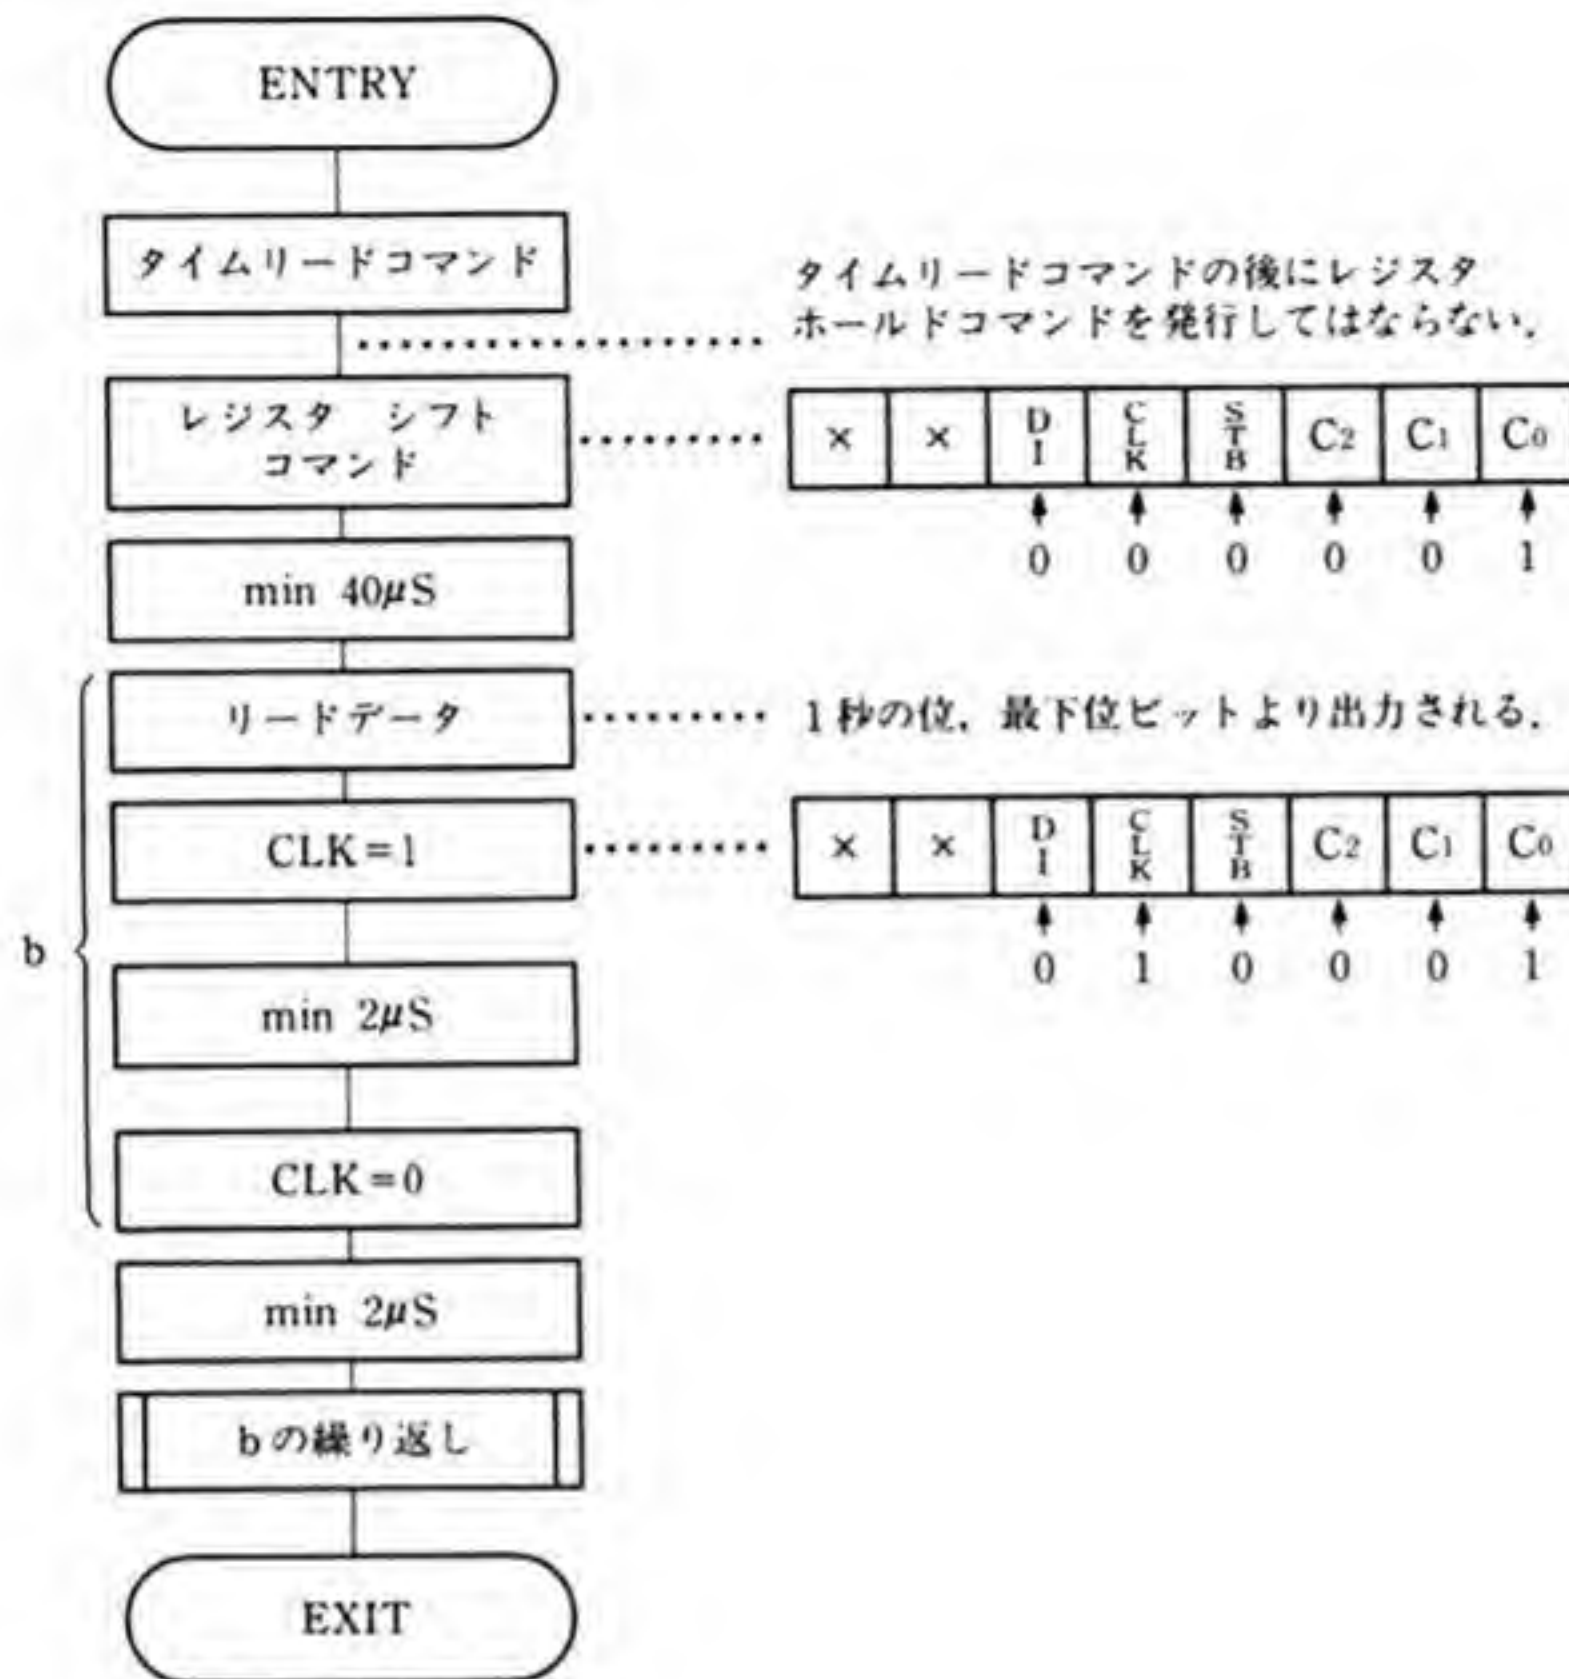 ENTRY
タイムリードコマンド
タイムリードコマンドの後にレジスタ
ホールドコマンドを発行してはならない.
レジスタ シフト
コマンド
× × DI CLK STB C2 C1 C0
0 0 0 0 0 1
min 40μS
リードデータ
1秒の位, 最下位ビットより出力される.
CLK=1
× × DI CLK STB C2 C1 C0
0 1 0 0 0 1
b
min 2μS
CLK=0
min 2μS
bの繰り返し
EXIT